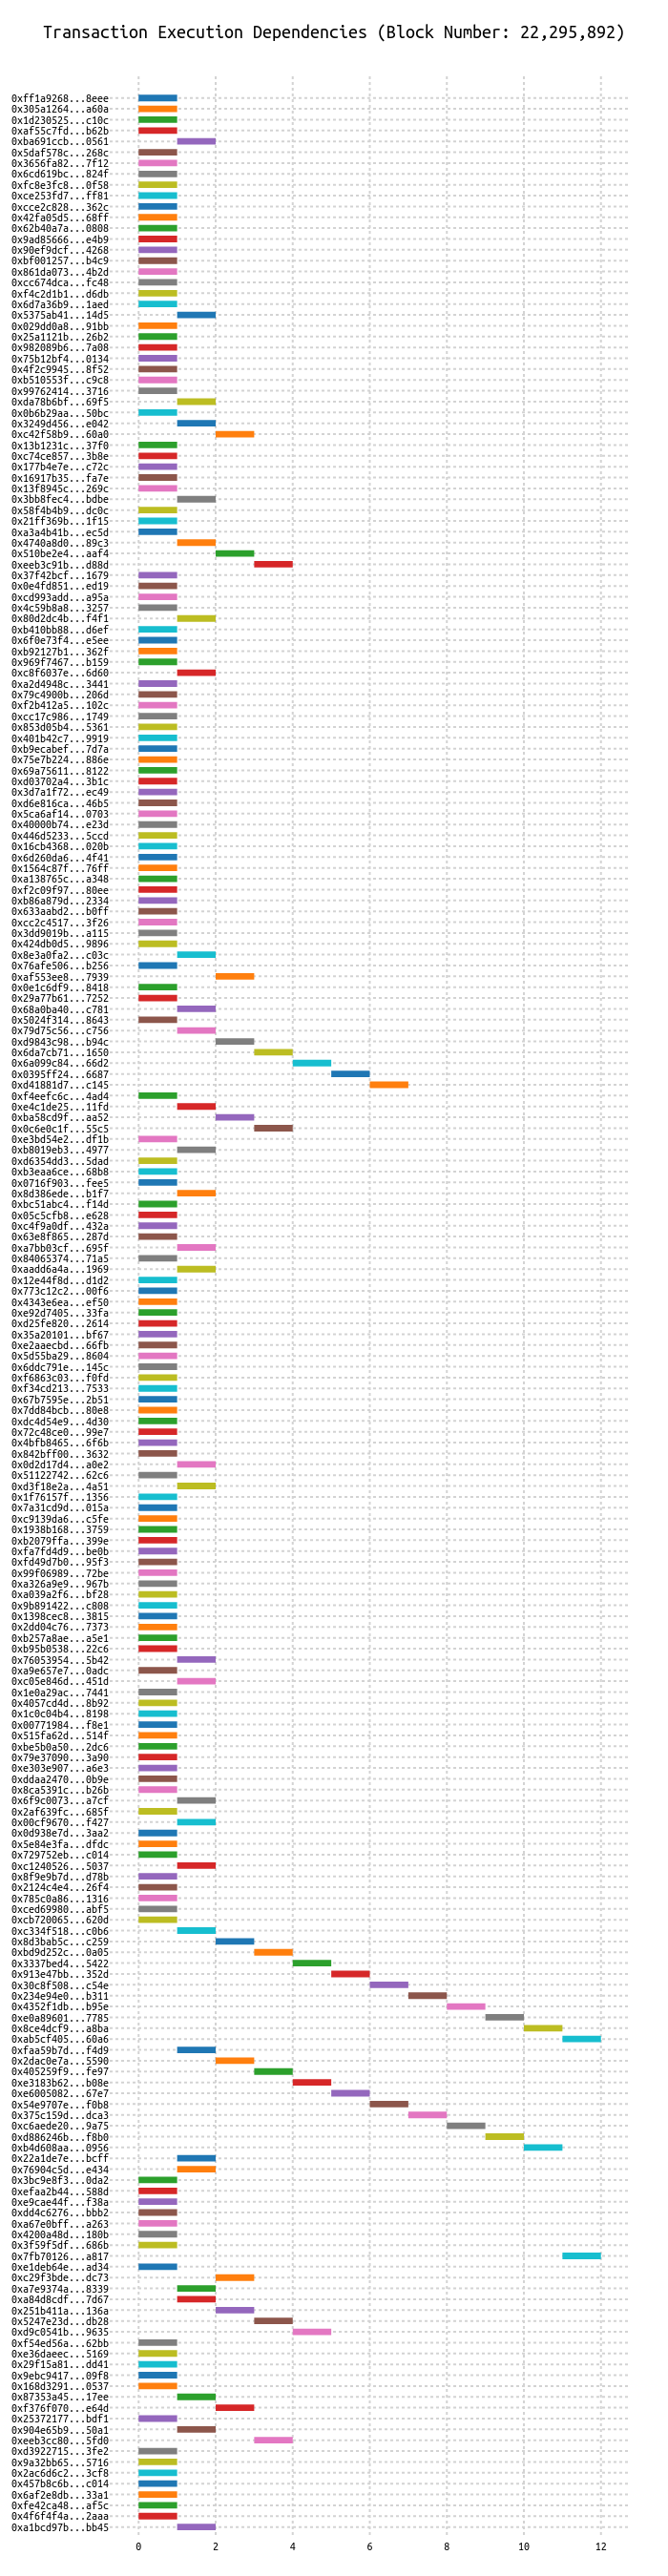 Transaction Execution Dependencies (Block Number: 22,295,892)
0xff1a9268...8eee
0x305a1264...a60a
0x1d230525...c10c
0xaf55c7fd...b62b
0xba691ccb...0561
0x5daf578c...268c
0x3656fa82...7f12
0x6cd619bc...824f
0xfc8e3fc8...0f58
0xce253fd7...ff81
0xcce2c828...362c
0x42fa05d5...68ff
0x62b40a7a...0808
0x9ad85666...e4b9
0x90ef9dcf...4268
0xbf001257...b4c9
0x861da073...4b2d
0xcc674dca...fc48
0xf4c2d1b1...d6db
0x6d7a36b9...1aed
0x5375ab41...14d5
0x029dd0a8...91bb
0x25a1121b...26b2
0x982089b6...7a08
0x75b12bf4...0134
0x4f2c9945...8f52
0xb510553f...c9c8
0x99762414...3716
0xda78b6bf...69f5
0x0b6b29aa...50bc
0x3249d456...e042
0xc42f58b9...60a0
0x13b1231c...37f0
0xc74ce857...3b8e
0x177b4e7e...c72c
0x16917b35...fa7e
0x13f8945c...269c
0x3bb8fec4...bdbe
0x58f4b4b9...dc0c
0x21ff369b...1f15
0xa3a4b41b...ec5d
0x4740a8d0...89c3
0x510be2e4...aaf4
0xeeb3c91b...d88d
0x37f42bcf...1679
0x0e4fd851...ed19
0xcd993add...a95a
0x4c59b8a8...3257
0x80d2dc4b...f4f1
0xb410bb88...d6ef
0x6f0e73f4...e5ee
0xb92127b1...362f
0x969f7467...b159
0xc8f6037e...6d60
0xa2d4948c...3441
0x79c4900b...206d
0xf2b412a5...102c
0xcc17c986...1749
0x853d05b4...5361
0x401b42c7...9919
0xb9ecabef...7d7a
0x75e7b224...886e
0x69a75611...8122
0xd03702a4...3b1c
0x3d7a1f72...ec49
0xd6e816ca...46b5
0x5ca6af14...0703
0x40000b74...e23d
0x446d5233...5ccd
0x16cb4368...020b
0x6d260da6...4f41
0x1564c87f...76ff
0xa138765c...a348
0xf2c09f97...80ee
0xb86a879d...2334
0x633aabd2...b0ff
0xcc2c4517...3f26
0x3dd9019b...a115
0x424db0d5...9896
0x8e3a0fa2...c03c
0x76afe506...b256
0xaf553ee8...7939
0x0e1c6df9...8418
0x29a77b61...7252
0x68a0ba40...c781
0x5024f314...8643
0x79d75c56...c756
0xd9843c98...b94c
0x6da7cb71...1650
0x6a099c84...66d2
0x0395ff24...6687
0xd41881d7...c145
0xf4eefc6c...4ad4
0xe4c1de25...11fd
0xba58cd9f...aa52
0x0c6e0c1f...55c5
0xe3bd54e2...df1b
0xb8019eb3...4977
0xd6354dd3...5dad
0xb3eaa6ce...68b8
0x0716f903...fee5
0x8d386ede...b1f7
0xbc51abc4...f14d
0x05c5cfb8...e628
0xc4f9a0df...432a
0x63e8f865...287d
0xa7bb03cf...695f
0x84065374...71a5
0xaadd6a4a...1969
0x12e44f8d...d1d2
0x773c12c2...00f6
0x4343e6ea...ef50
0xe92d7405...33fa
0xd25fe820...2614
0x35a20101...bf67
0xe2aaecbd...66fb
0x5d55ba29...8604
0x6ddc791e...145c
0xf6863c03...f0fd
0xf34cd213...7533
0x67b7595e...2b51
0x7dd84bcb...80e8
0xdc4d54e9...4d30
0x72c48ce0...99e7
0x4bfb8465...6f6b
0x842bff00...3632
0x0d2d17d4...a0e2
0x51122742...62c6
0xd3f18e2a...4a51
0x1f76157f...1356
0x7a31cd9d...015a
0xc9139da6...c5fe
0x1938b168...3759
0xb2079ffa...399e
0xfa7fd4d9...be0b
0xfd49d7b0...95f3
0x99f06989...72be
0xa326a9e9...967b
0xa039a2f6...bf28
0x9b891422...c808
0x1398cec8...3815
0x2dd04c76...7373
0xb257a8ae...a5e1
0xb95b0538...22c6
0x76053954...5b42
0xa9e657e7...0adc
0xc05e846d...451d
0x1e0a29ac...7441
0x4057cd4d...8b92
0x1c0c04b4...8198
0x00771984...f8e1
0x515fa62d...514f
0xbe5b0a50...2dc6
0x79e37090...3a90
0xe303e907...a6e3
0xddaa2470...0b9e
0x8ca5391c...b26b
0x6f9c0073...a7cf
0x2af639fc...685f
0x00cf9670...f427
0x0d938e7d...3aa2
0x5e84e3fa...dfdc
0x729752eb...c014
0xc1240526...5037
0x8f9e9b7d...d78b
0x2124c4e4...26f4
0x785c0a86...1316
0xced69980...abf5
0xcb720065...620d
0xc334f518...c0b6
0x8d3bab5c...c259
0xbd9d252c...0a05
0x3337bed4...5422
0x913e47bb...352d
0x30c8f508...c54e
0x234e94e0...b311
0x4352f1db...b95e
0xe0a89601...7785
0x8ce4dcf9...a8ba
0xab5cf405...60a6
0xfaa59b7d...f4d9
0x2dac0e7a...5590
0x405259f9...fe97
0xe3183b62...b08e
0xe6005082...67e7
0x54e9707e...f0b8
0x375c159d...dca3
0xc6aede20...9a75
0xd886246b...f8b0
0xb4d608aa...0956
0x22a1de7e...bcff
0x76904c5d...e434
0x3bc9e8f3...0da2
0xefaa2b44...588d
0xe9cae44f...f38a
0xdd4c6276...bbb2
0xa67e0bff...a263
0x4200a48d...180b
0x3f59f5df...686b
0x7fb70126...a817
0xe1deb64e...ad34
0xc29f3bde...dc73
0xa7e9374a...8339
0xa84d8cdf...7d67
0x251b411a...136a
0x5247e23d...db28
0xd9c0541b...9635
0xf54ed56a...62bb
0xe36daeec...5169
0x29f15a81...dd41
0x9ebc9417...09f8
0x168d3291...0537
0x87353a45...17ee
0xf376f070...e64d
0x25372177...bdf1
0x904e65b9...50a1
0xeeb3cc80...5fd0
0xd3922715...3fe2
0x9a32bb65...5716
0x2ac6d6c2...3cf8
0x457b8c6b...c014
0x6af2e8db...33a1
0xfe42ca48...af5c
0x4f6f4f4a...2aaa
0xa1bcd97b...bb45
0 2 4 6 8 10 12